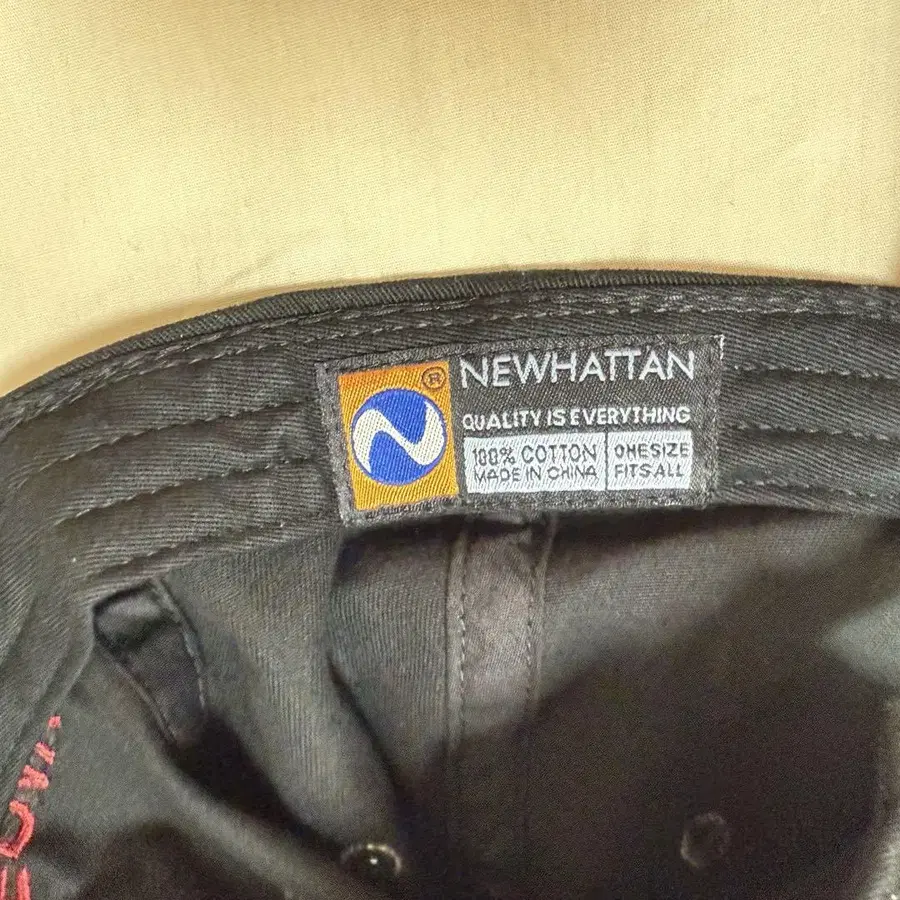 ®
NEWHATTAN
QUALITY IS EVERYTHING
100% COTTON
MADE IN CHINA
ONE SIZE
FITS ALL